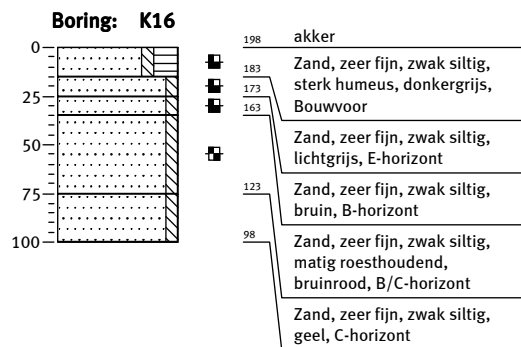 Boring: K16
0
25
50
75
100
198
akker
183
Zand, zeer fijn, zwak siltig,
sterk humeus, donkergrijs,
Bouwvoor
173
Zand, zeer fijn, zwak siltig,
lichtgrijs, E-horizont
163
Zand, zeer fijn, zwak siltig,
bruin, B-horizont
123
Zand, zeer fijn, zwak siltig,
matig roesthoudend,
bruinrood, B/C-horizont
98
Zand, zeer fijn, zwak siltig,
geel, C-horizont